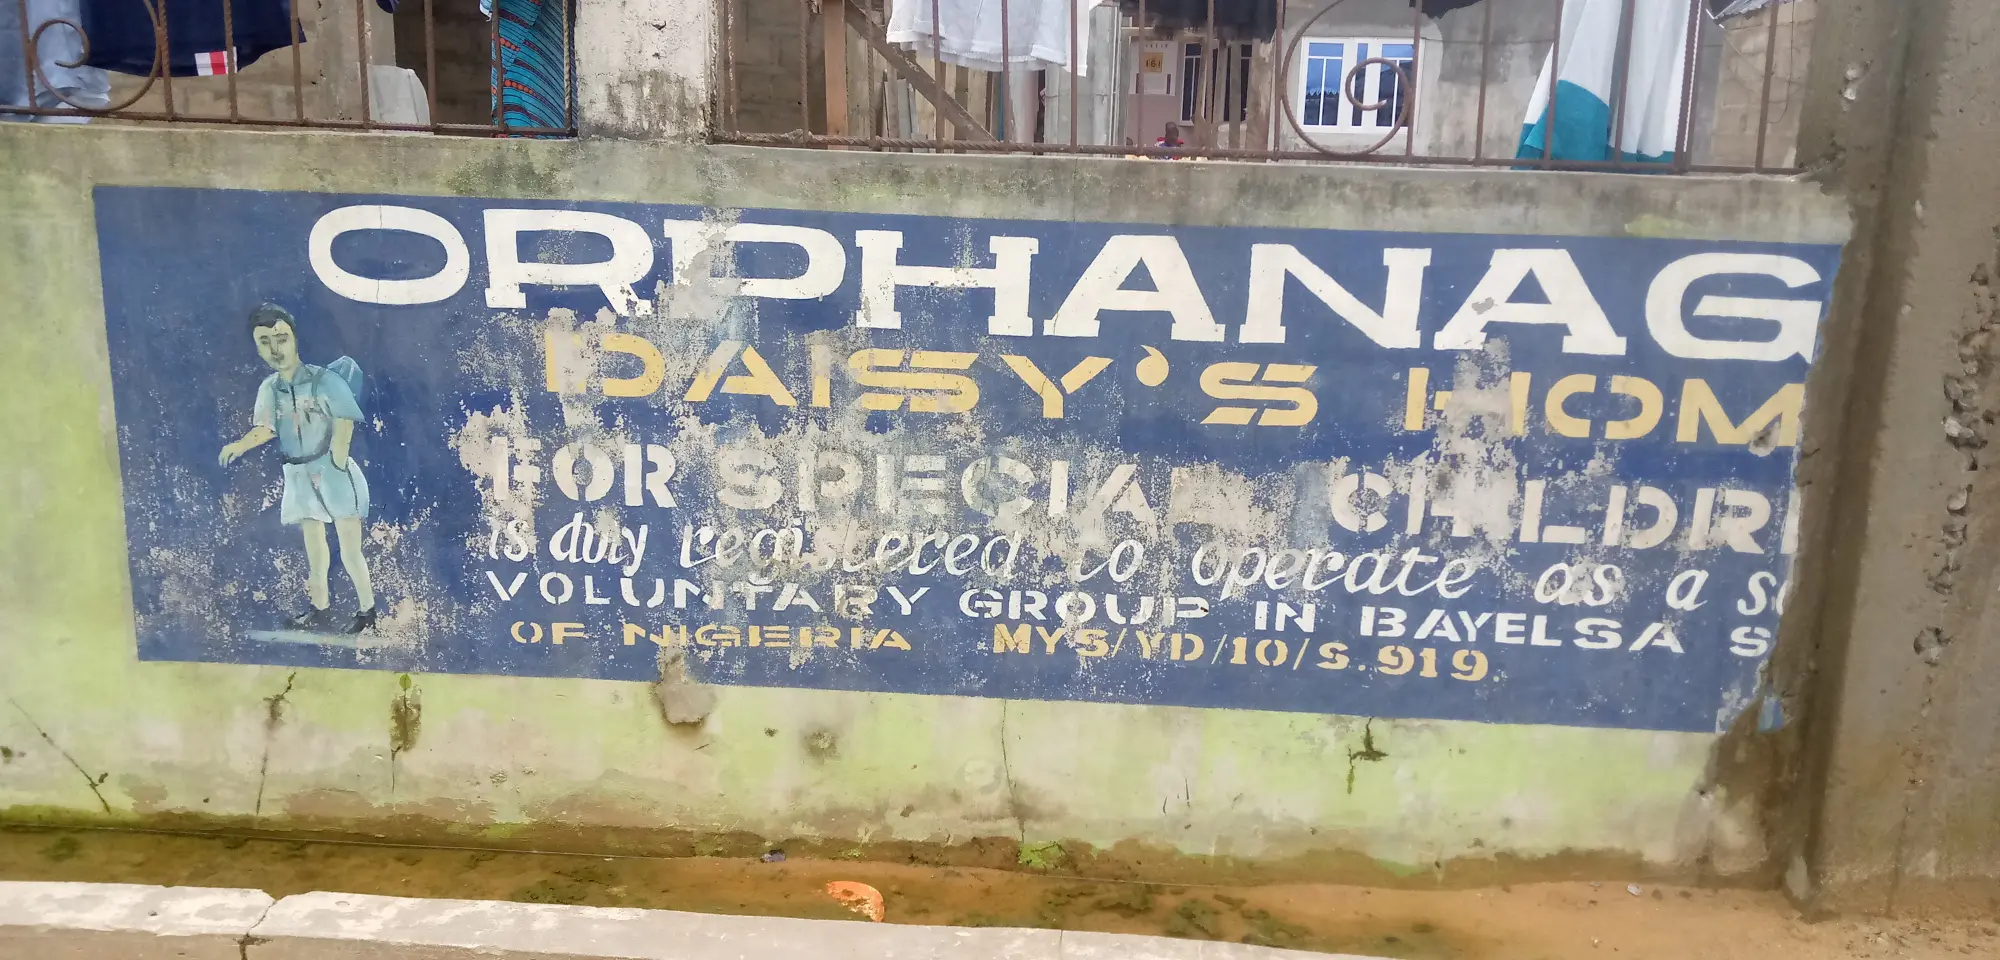 ORPHANAG
DAISY'S HOM
FOR SPECIAL CHILDR
is duly registered to operate as a s
VOLUNTARY GROUP IN BAYELSA S
OF NIGERIA MYS/YD/10/S.919.